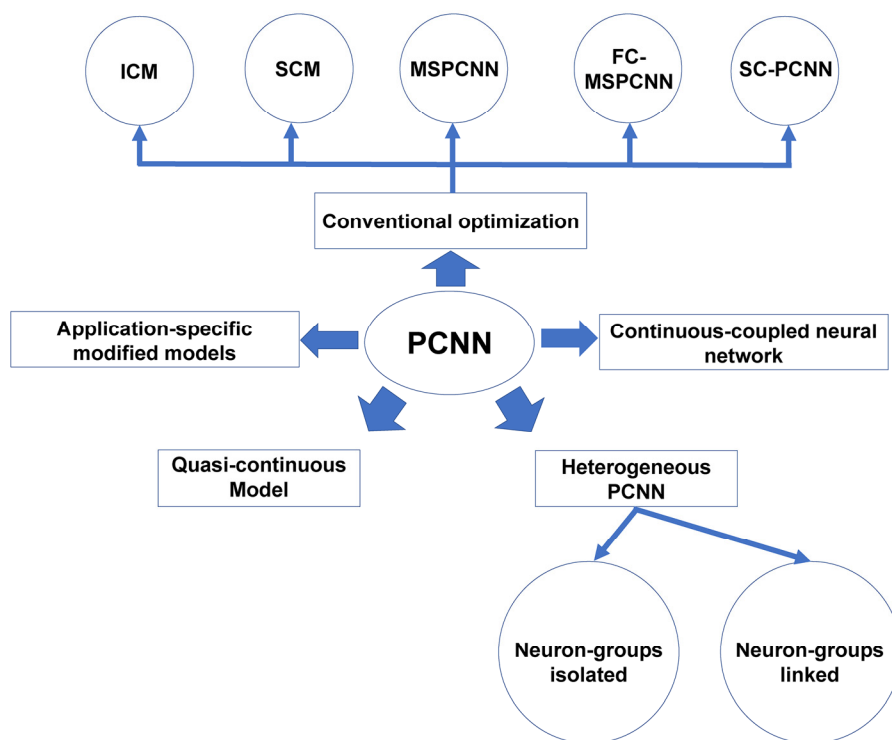 ICM
SCM
MSPCNN
FC-
MSPCNN
SC-PCNN
Conventional optimization
Application-specific
modified models
PCNN
Continuous-coupled neural
network
Quasi-continuous
Model
Heterogeneous
PCNN
Neuron-groups
isolated
Neuron-groups
linked